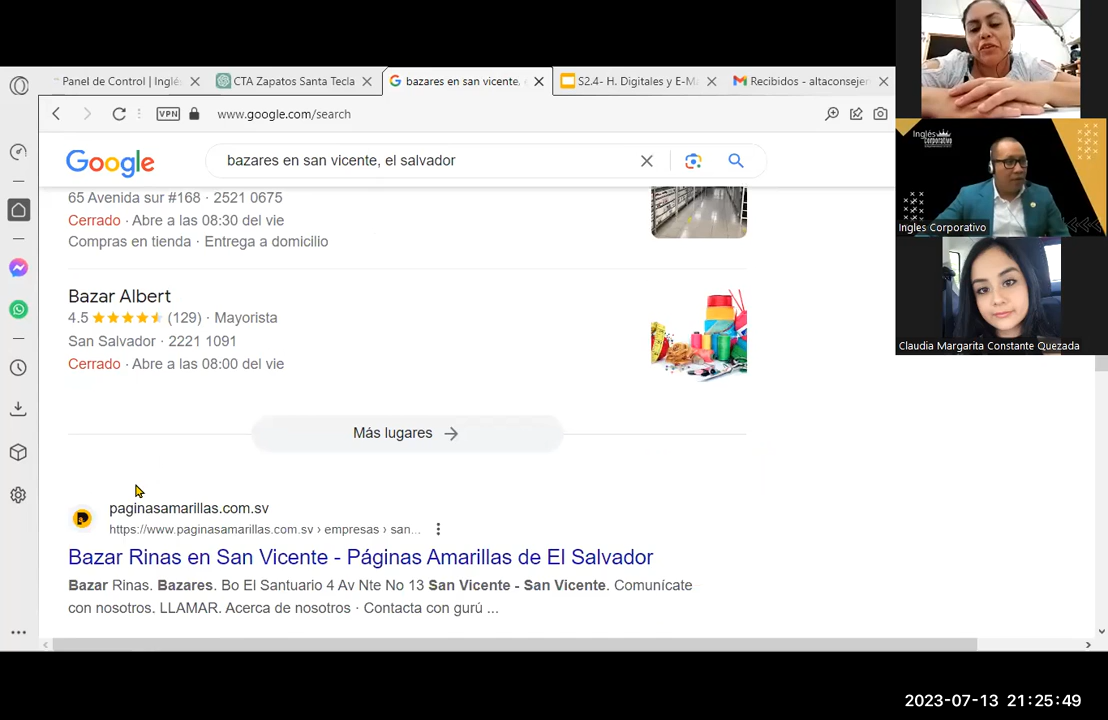 Panel de Control | Inglé
CTA Zapatos Santa Tecla
bazares en san vicente,
S2.4- H. Digitales y E-M
Recibidos - altaconsejer
VPN
www.google.com/search
Google
bazares en san vicente, el salvador
65 Avenida sur #168 · 2521 0675
Cerrado · Abre a las 08:30 del vie
Compras en tienda · Entrega a domicilio
Bazar Albert
4.5 (129) · Mayorista
San Salvador · 2221 1091
Cerrado · Abre a las 08:00 del vie
Más lugares
paginasamarillas.com.sv
https://www.paginasamarillas.com.sv › empresas › san...
Bazar Rinas en San Vicente - Páginas Amarillas de El Salvador
Bazar Rinas. Bazares. Bo El Santuario 4 Av Nte No 13 San Vicente - San Vicente. Comunícate
con nosotros. LLAMAR. Acerca de nosotros · Contacta con gurú ...
Inglés
Corporativo
Ingles Corporativo
Claudia Margarita Constante Quezada
2023-07-13 21:25:49